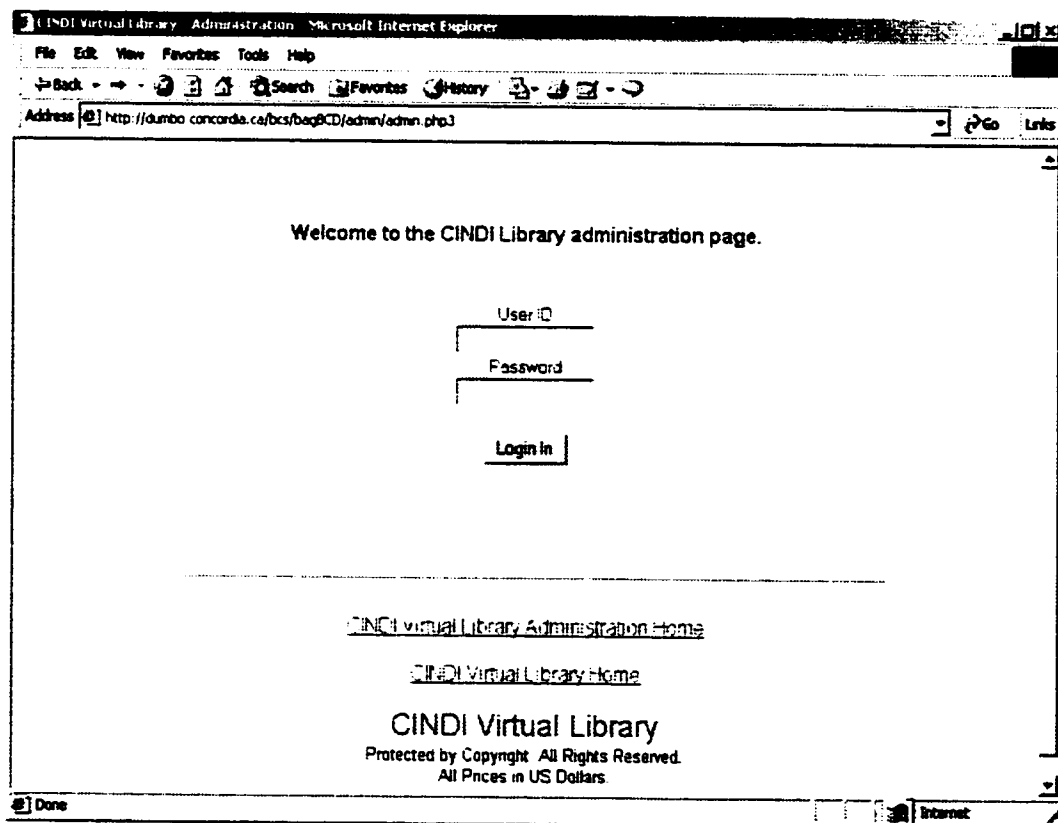 CINDI Virtual Library Administration - Microsoft Internet Explorer
File Edit View Favorites Tools Help
Back Search Favorites History
Address http://dumbo.concordia.ca/bcs/bagBCD/admin/admin.php3 Go Links
Welcome to the CINDI Library administration page.
User ID
Password
Login In
CINDI Virtual Library Administration Home
CINDI Virtual Library Home
CINDI Virtual Library
Protected by Copyright All Rights Reserved.
All Prices in US Dollars.
Done Internet